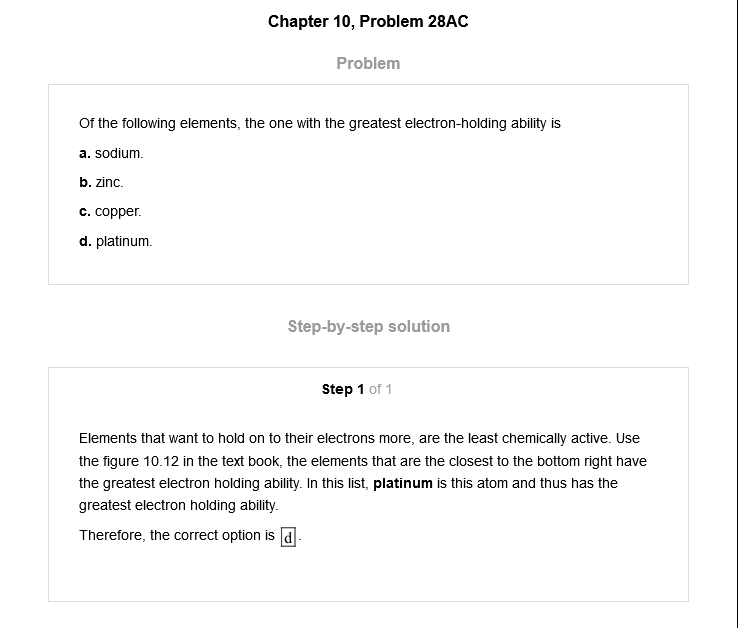 Chapter 10, Problem 28AC
Problem
Of the following elements, the one with the greatest electron-holding ability is
a. sodium.
b. zinc.
c. copper.
d. platinum.
Step-by-step solution
Step 1 of 1
Elements that want to hold on to their electrons more, are the least chemically active. Use
the figure 10.12 in the text book, the elements that are the closest to the bottom right have
the greatest electron holding ability. In this list, platinum is this atom and thus has the
greatest electron holding ability.
Therefore, the correct option is d.